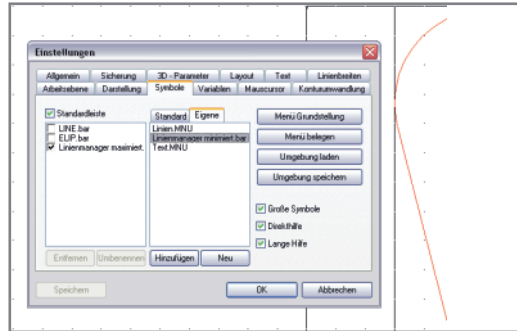 Einstellungen
Allgemein Sicherung 3D - Parameter Layout Text Linienbreiten
Arbeitsebene Darstellung Symbole Variablen Mauscursor Konturumwandlung
Standardleiste
LINE.bar
ELIP.bar
Linienmanager maximiert.
Standard Eigene
Linien.MNU
Linienmanager minimiert.bar
Text.MNU
Menü Grundstellung
Menü belegen
Umgebung laden
Umgebung speichern
Große Symbole
Direkthilfe
Lange Hilfe
Entfernen Umbenennen Hinzufügen Neu
Speichern OK Abbrechen